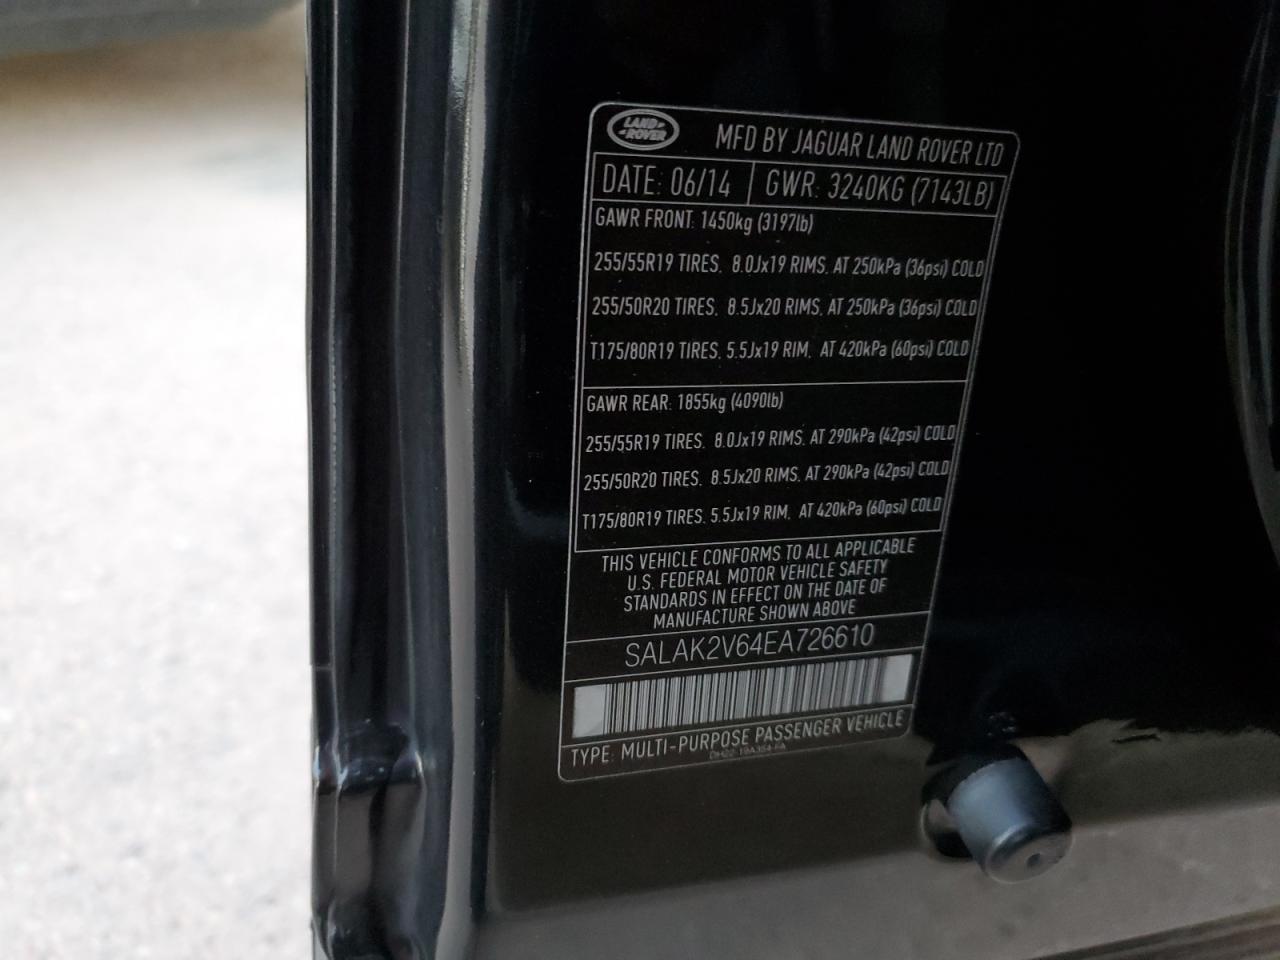 LAND ROVER
MFD BY JAGUAR LAND ROVER LTD
DATE: 06/14 GWR: 3240KG (7143LB)
GAWR FRONT: 1450kg (3197lb)
255/55R19 TIRES, 8.0Jx19 RIMS, AT 250kPa (36psi) COLD
255/50R20 TIRES, 8.5Jx20 RIMS, AT 250kPa (36psi) COLD
T175/80R19 TIRES, 5.5Jx19 RIM, AT 420kPa (60psi) COLD
GAWR REAR: 1855kg (4090lb)
255/55R19 TIRES, 8.0Jx19 RIMS, AT 290kPa (42psi) COLD
255/50R20 TIRES, 8.5Jx20 RIMS, AT 290kPa (42psi) COLD
T175/80R19 TIRES, 5.5Jx19 RIM, AT 420kPa (60psi) COLD
THIS VEHICLE CONFORMS TO ALL APPLICABLE
U.S. FEDERAL MOTOR VEHICLE SAFETY
STANDARDS IN EFFECT ON THE DATE OF
MANUFACTURE SHOWN ABOVE
SALAK2V64EA726610
TYPE: MULTI-PURPOSE PASSENGER VEHICLE